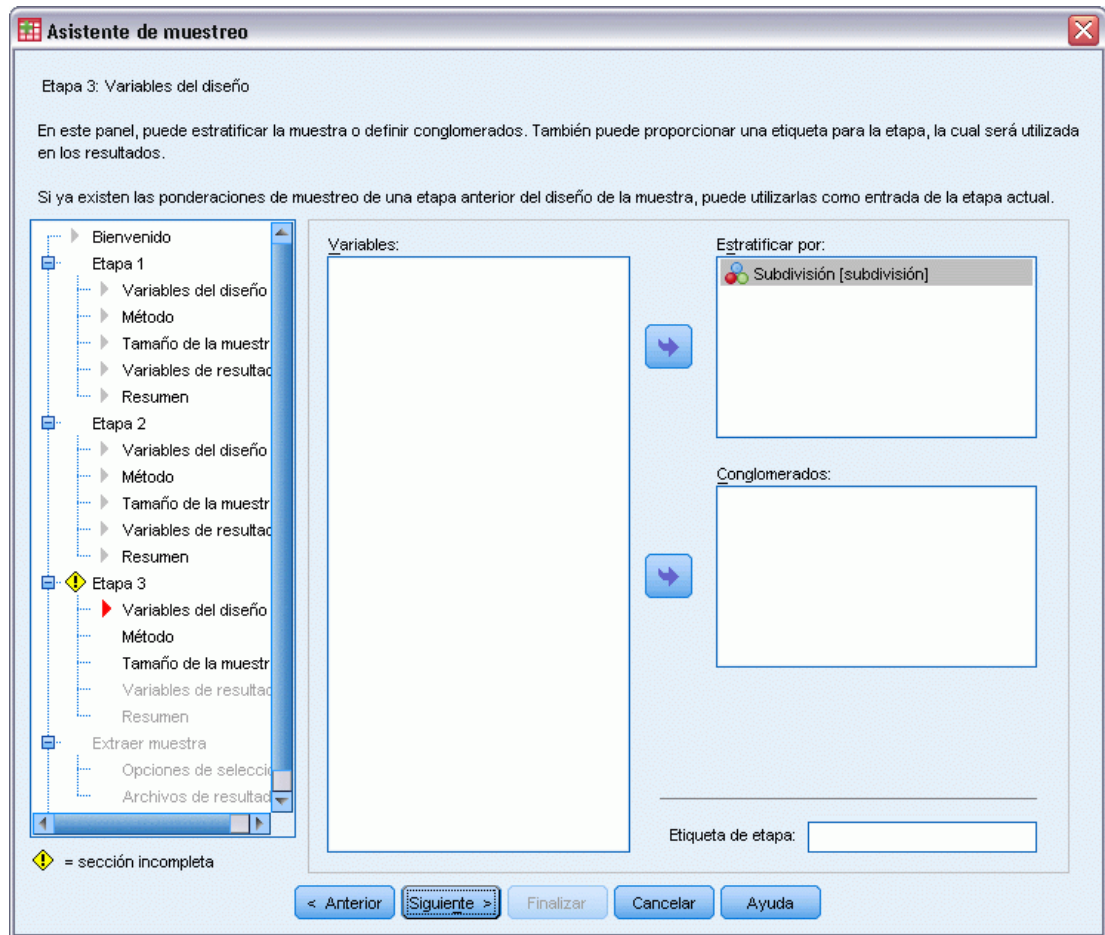 Asistente de muestreo
Etapa 3: Variables del diseño
En este panel, puede estratificar la muestra o definir conglomerados. También puede proporcionar una etiqueta para la etapa, la cual será utilizada
en los resultados.
Si ya existen las ponderaciones de muestreo de una etapa anterior del diseño de la muestra, puede utilizarlas como entrada de la etapa actual.
Bienvenido
Etapa 1
Variables del diseño
Método
Tamaño de la muestr
Variables de resultad
Resumen
Etapa 2
Variables del diseño
Método
Tamaño de la muestr
Variables de resultad
Resumen
Etapa 3
Variables del diseño
Método
Tamaño de la muestr
Variables de resultad
Resumen
Extraer muestra
Opciones de selecció
Archivos de resultad
! = sección incompleta
Variables:
Estratificar por:
Subdivisión [subdivisión]
Conglomerados:
Etiqueta de etapa:
< Anterior
Siguiente >
Finalizar
Cancelar
Ayuda